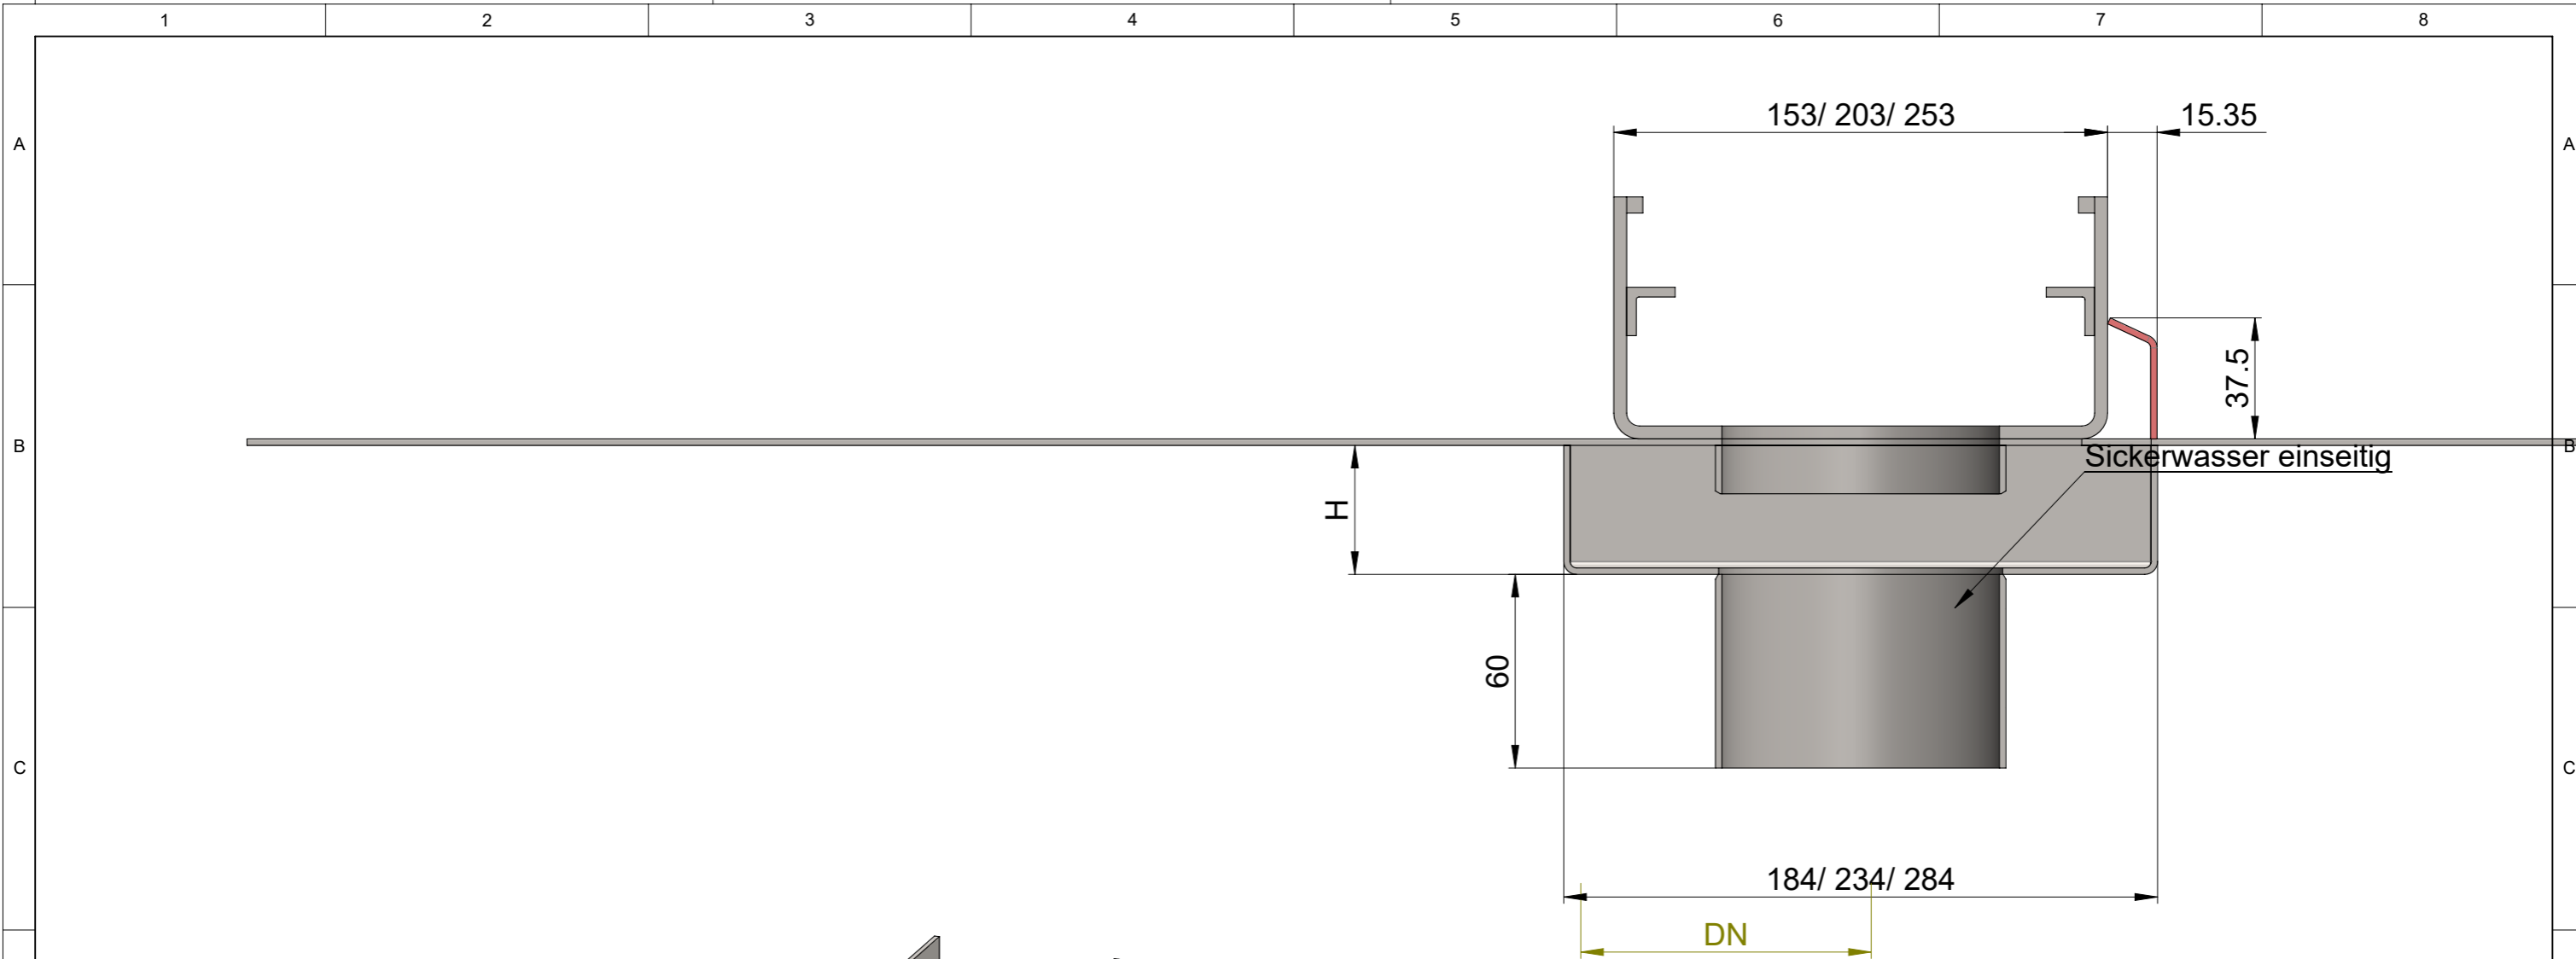 1 2 3 4 5 6 7 8
153/ 203/ 253 15.35
A A
37.5
B Sickerwasser einseitig B
H
60
C C
184/ 234/ 284
DN